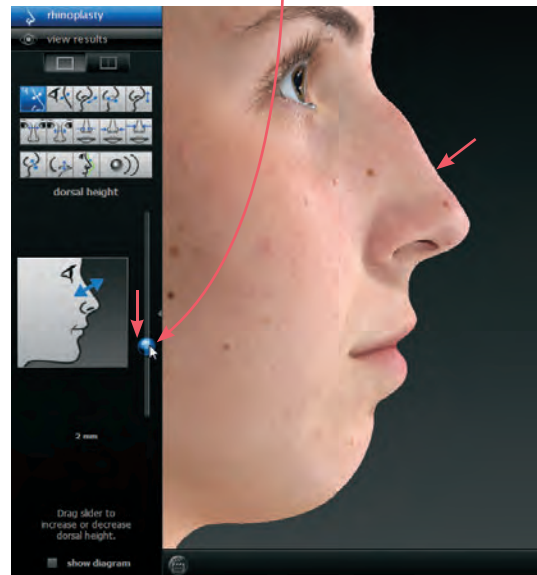 rhinoplasty
view results
dorsal height
2 mm
Drag slider to
increase or decrease
dorsal height.
show diagram